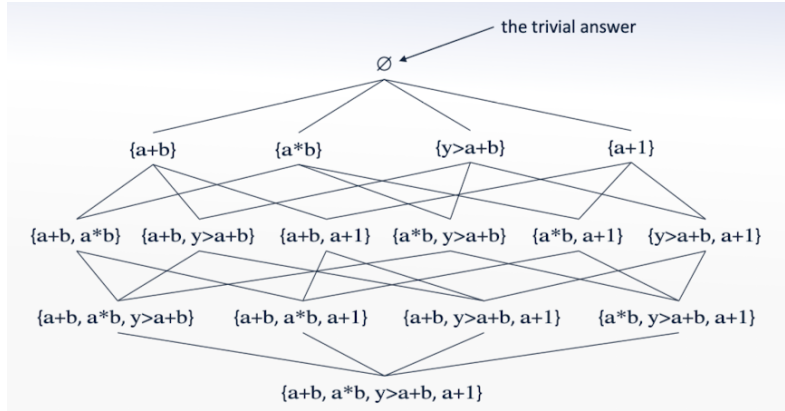 the trivial answer
∅
{a+b} {a*b} {y>a+b} {a+1}
{a+b, a*b} {a+b, y>a+b} {a+b, a+1} {a*b, y>a+b} {a*b, a+1} {y>a+b, a+1}
{a+b, a*b, y>a+b} {a+b, a*b, a+1} {a+b, y>a+b, a+1} {a*b, y>a+b, a+1}
{a+b, a*b, y>a+b, a+1}